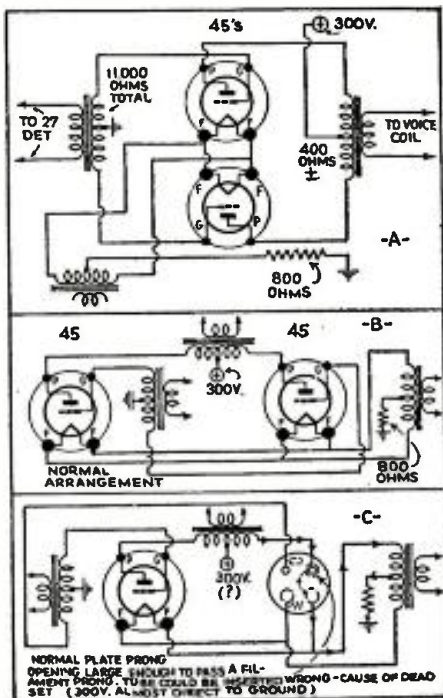 45's
300V.
11,000
OHMS
TOTAL
TO 27
DET
TO VOICE
COIL
400
OHMS
±
P G
F F
F F
G P
-A-
800
OHMS
45
45
-B-
300V.
NORMAL
ARRANGEMENT
800
OHMS
-C-
300V.
(?)
NORMAL PLATE PRONG
OPENING LARGE ENOUGH TO PASS A FIL-
AMENT PRONG. TUBE COULD BE INSERTED WRONG - CAUSE OF DEAD
SET (300V. ALMOST DIRECT TO GROUND)